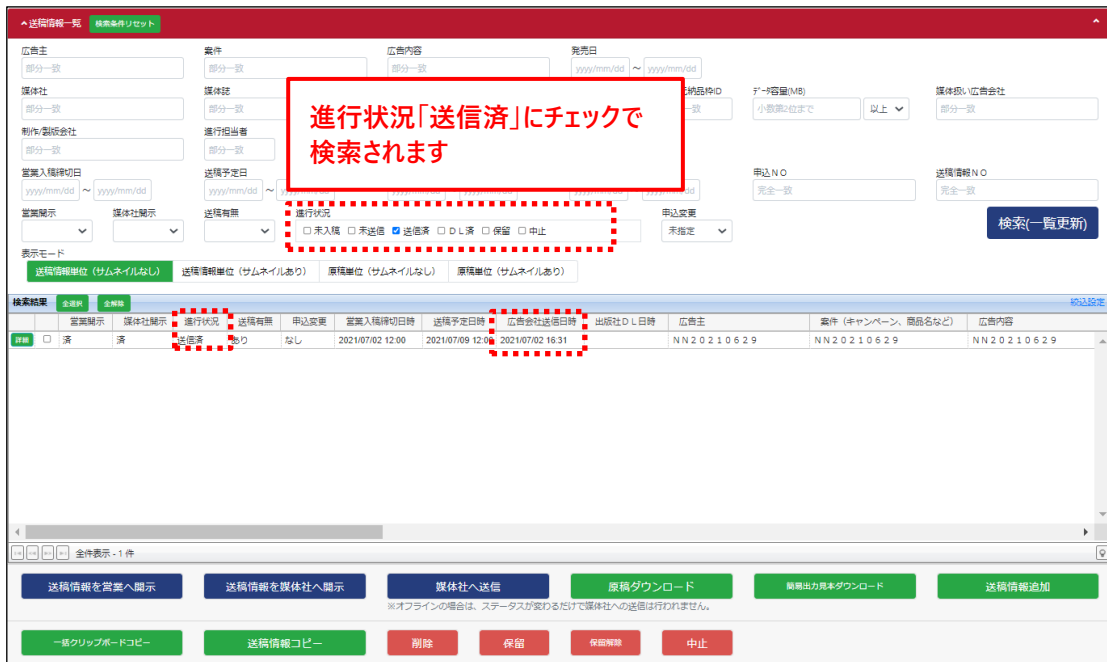 送稿情報一覧 検索条件リセット
広告主 案件 広告内容 発売日
部分一致 部分一致 部分一致 yyyy/mm/dd ～ yyyy/mm/dd
媒体社 媒体誌 納品枠ID データ容量(MB) 媒体扱い広告会社
部分一致 部分一致 一致 小数第2位まで 以上 部分一致
進行状況「送信済」にチェックで
検索されます
制作/製版会社 進行担当者
部分一致 部分一致
営業入稿締切日 送稿予定日 申込ＮＯ 送稿情報ＮＯ
yyyy/mm/dd ～ yyyy/mm/dd yyyy/mm/dd ～ 完全一致 完全一致
営業開示 媒体社開示 送稿有無 進行状況 申込変更
未入稿 未送信 送信済 ＤＬ済 保留 中止 未指定 検索(一覧更新)
表示モード
送稿情報単位（サムネイルなし） 送稿情報単位（サムネイルあり） 原稿単位（サムネイルなし） 原稿単位（サムネイルあり）
検索結果 全選択 全解除 絞込設定
営業開示 媒体社開示 進行状況 送稿有無 申込変更 営業入稿締切日時 送稿予定日時 広告会社送信日時 出版社ＤＬ日時 広告主 案件（キャンペーン、商品名など） 広告内容
詳細 済 済 送信済 あり なし 2021/07/02 12:00 2021/07/09 12:00 2021/07/02 16:31 ＮＮ２０２１０６２９ ＮＮ２０２１０６２９ ＮＮ２０２１０６２９
全件表示 - 1 件
送稿情報を営業へ開示 送稿情報を媒体社へ開示 媒体社へ送信 原稿ダウンロード 簡易出力見本ダウンロード 送稿情報追加
※オフラインの場合は、ステータスが変わるだけで媒体社への送信は行われません。
一括クリップボードコピー 送稿情報コピー 削除 保留 保留解除 中止